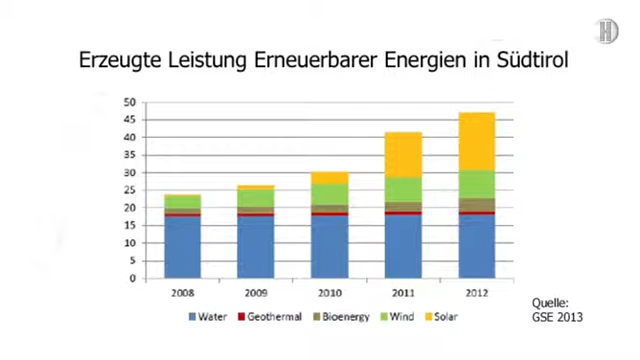 H
Erzeugte Leistung Erneuerbarer Energien in Südtirol
50
45
40
35
30
25
20
15
10
5
0
2008 2009 2010 2011 2012
Water Geothermal Bioenergy Wind Solar
Quelle:
GSE 2013